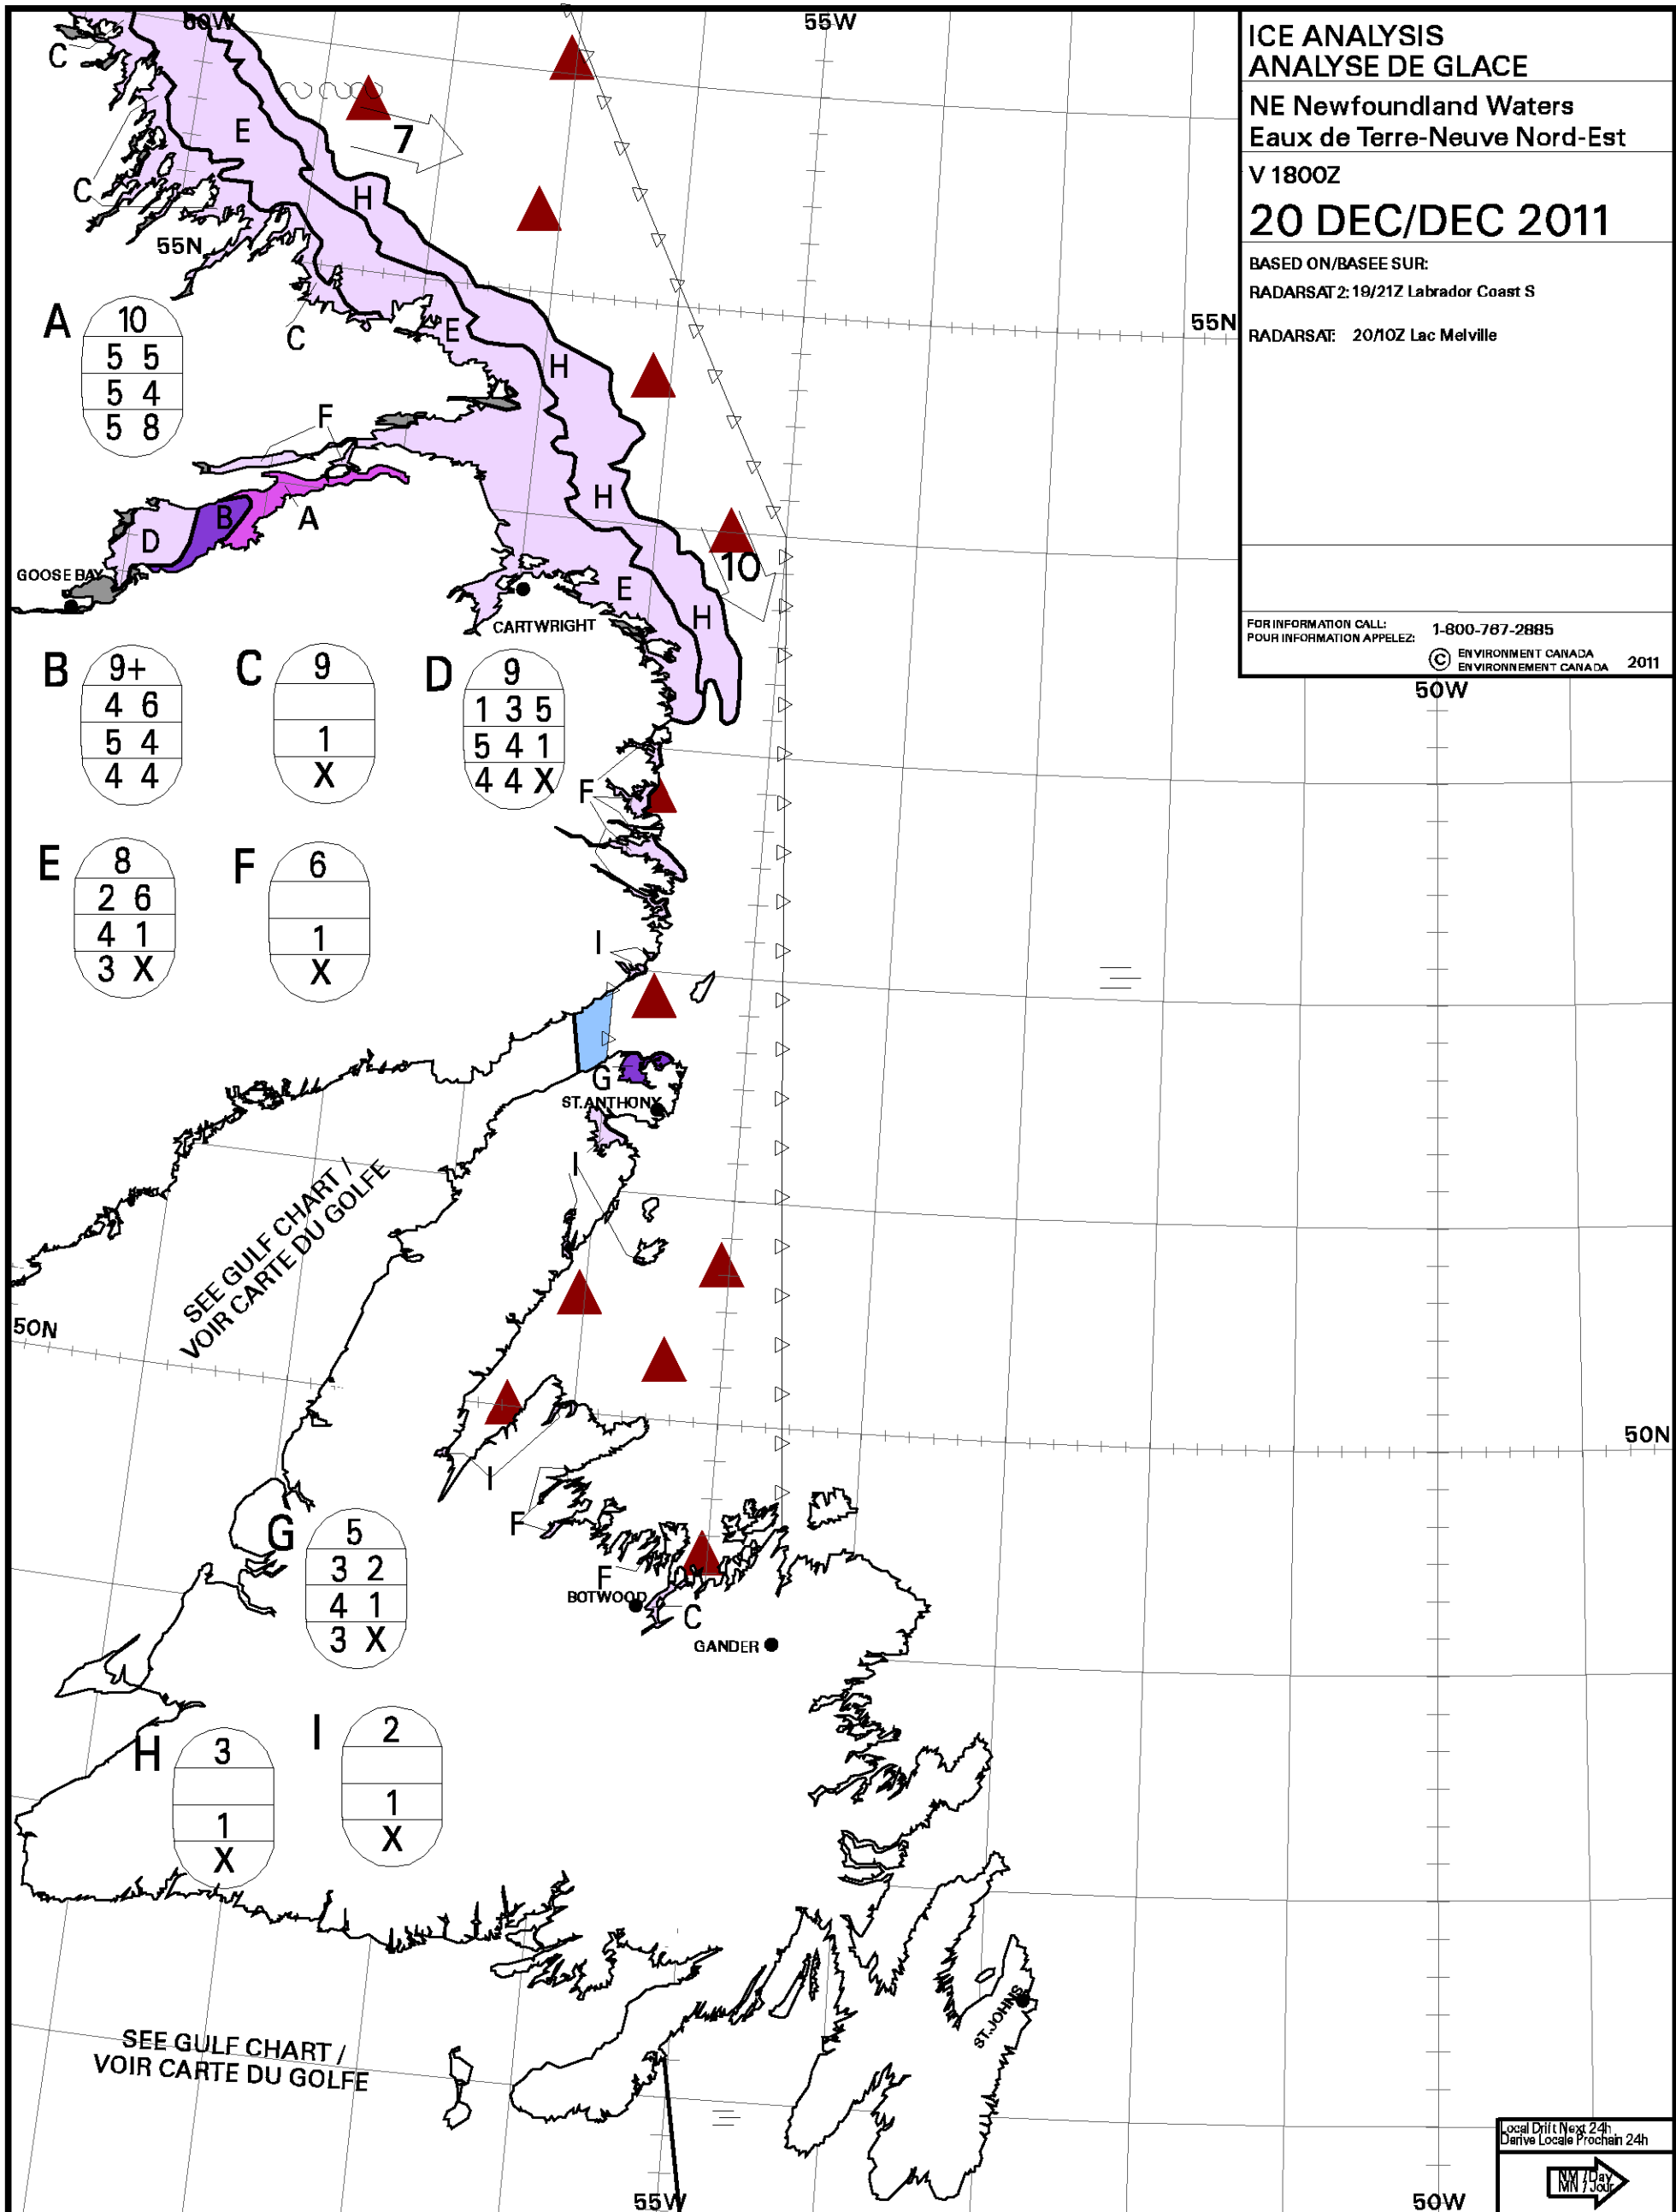 60W
55W
ICE ANALYSIS
ANALYSE DE GLACE
NE Newfoundland Waters
Eaux de Terre-Neuve Nord-Est
V 1800Z
20 DEC/DEC 2011
BASED ON/BASEE SUR:
RADARSAT2: 19/21Z Labrador Coast S
RADARSAT: 20/10Z Lac Melville
FOR INFORMATION CALL:
POUR INFORMATION APPELEZ:
1-800-767-2885
© ENVIRONMENT CANADA
ENVIRONNEMENT CANADA 2011
C
E
7
C
H
55N
C
E
H
55N
A
10
5 5
5 4
5 8
F
H
B
A
D
10
GOOSE BAY
E
H
CARTWRIGHT
B
9+
4 6
5 4
4 4
C
9
1
X
D
9
1 3 5
5 4 1
4 4 X
50W
F
E
8
2 6
4 1
3 X
F
6
1
X
I
G
ST.ANTHONY
I
SEE GULF CHART /
VOIR CARTE DU GOLFE
50N
50N
I
F
G
5
3 2
4 1
3 X
F
BOTWOOD
C
GANDER
H
3
1
X
I
2
1
X
ST.JOHNS
SEE GULF CHART /
VOIR CARTE DU GOLFE
Local Drift Next 24h
Derive Locale Prochain 24h
NM / Day
MN / Jour
55W
50W